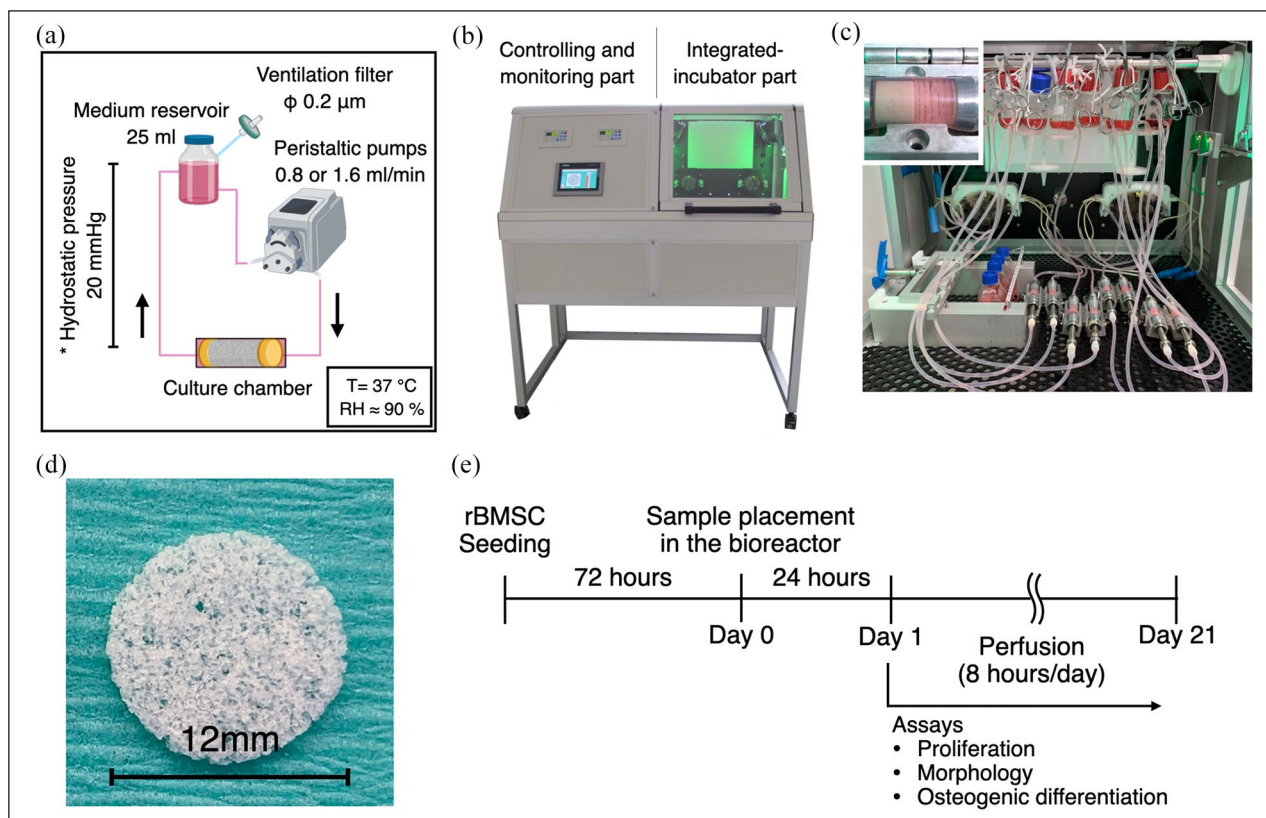 (a)
Ventilation filter
ϕ 0.2 µm
Medium reservoir
25 ml
Peristaltic pumps
0.8 or 1.6 ml/min
* Hydrostatic pressure
20 mmHg
Culture chamber
T= 37 °C
RH ≈ 90 %
(b)
Controlling and
monitoring part
Integrated-
incubator part
(c)
(d)
12mm
(e)
rBMSC
Seeding
Sample placement
in the bioreactor
72 hours
24 hours
Day 0
Day 1
Perfusion
(8 hours/day)
Day 21
Assays
• Proliferation
• Morphology
• Osteogenic differentiation